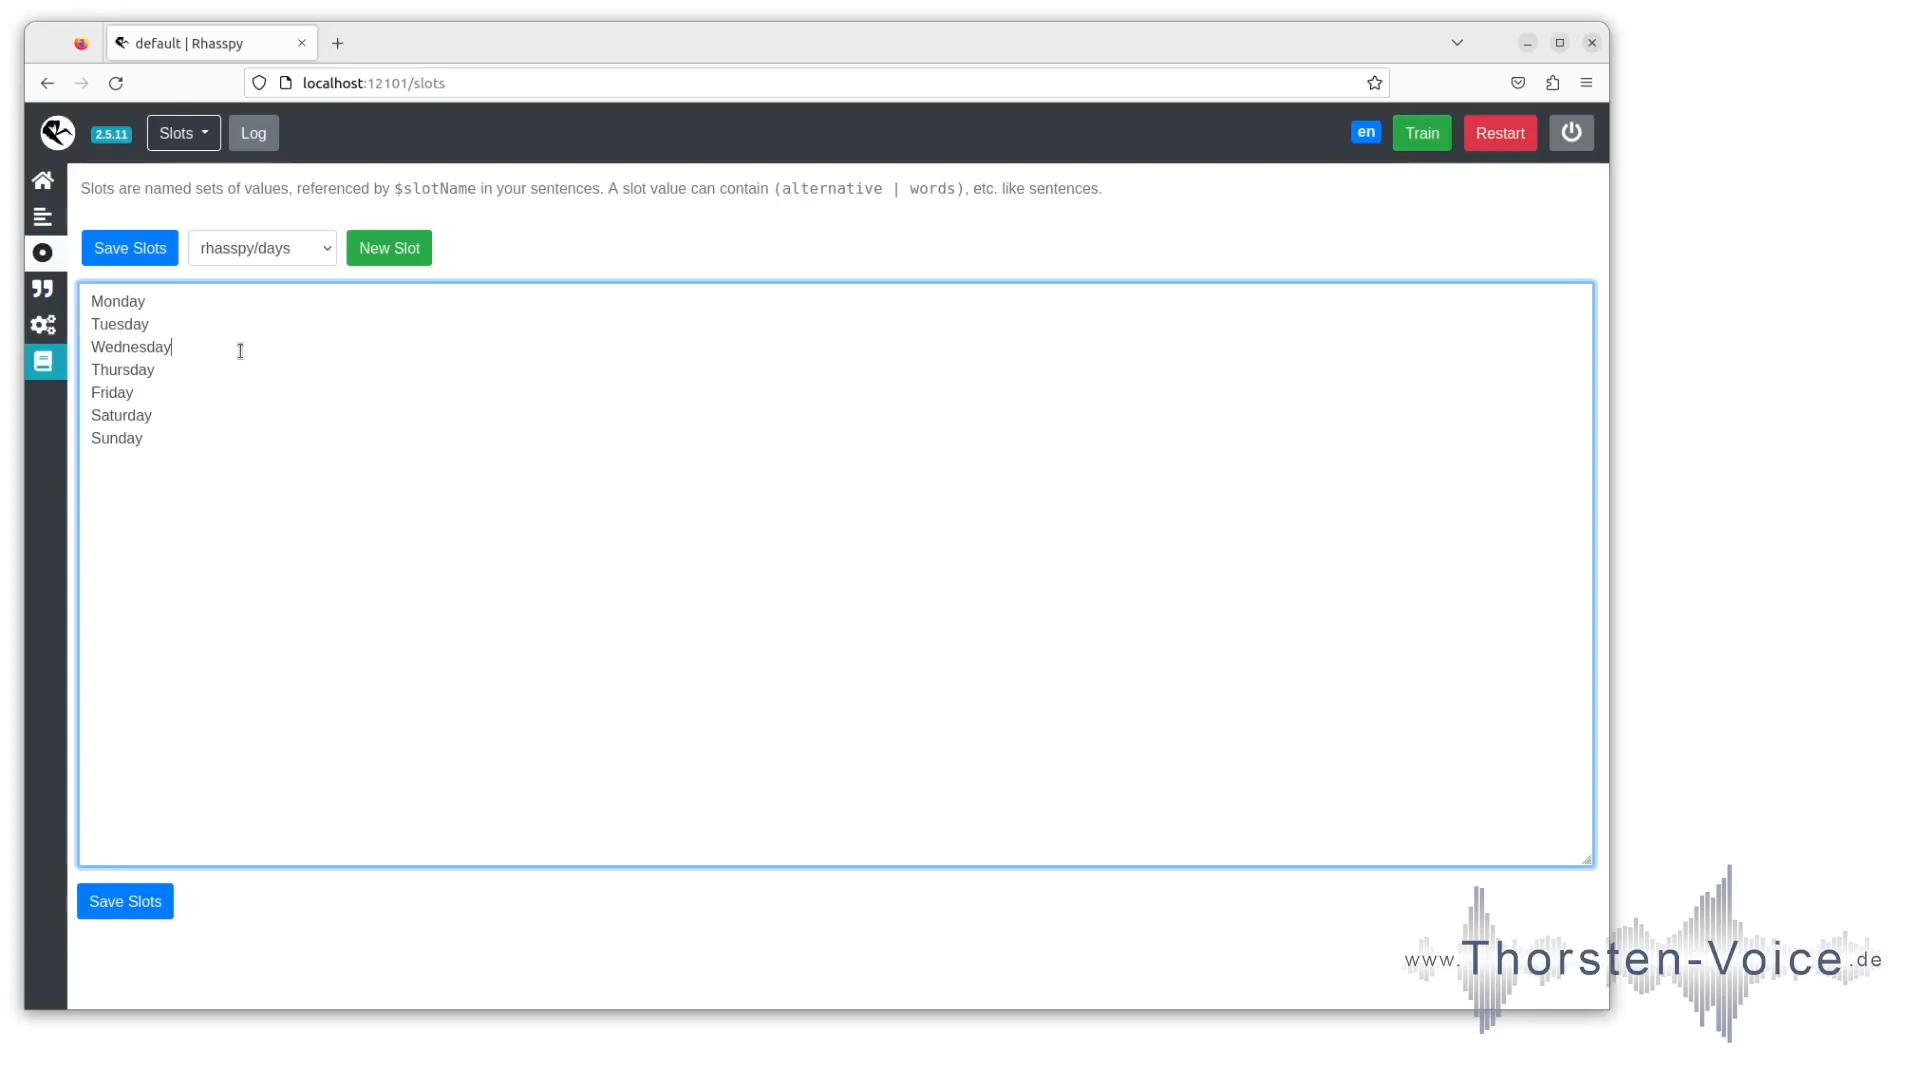 default | Rhasspy
localhost:12101/slots
2.5.11
Slots
Log
en
Train
Restart
Slots are named sets of values, referenced by $slotName in your sentences. A slot value can contain (alternative | words), etc. like sentences.
Save Slots
rhasspy/days
New Slot
Monday
Tuesday
Wednesday
Thursday
Friday
Saturday
Sunday
Save Slots
www.Thorsten-Voice.de